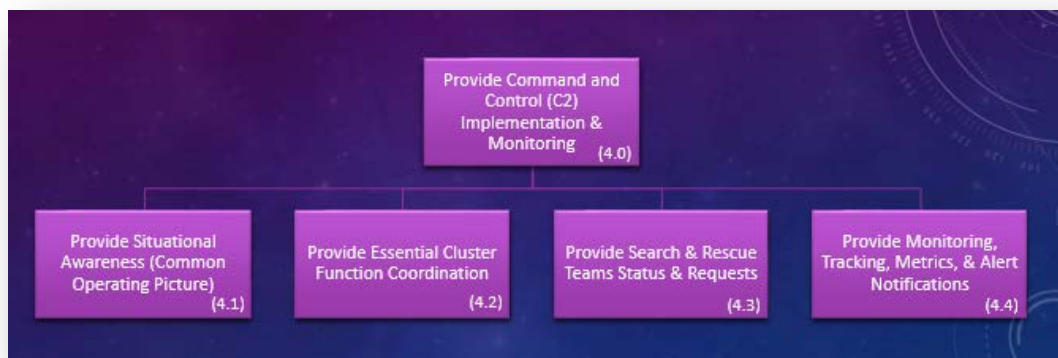 Provide Command and
Control (C2)
Implementation &
Monitoring
(4.0)
Provide Situational
Awareness (Common
Operating Picture)
(4.1)
Provide Essential Cluster
Function Coordination
(4.2)
Provide Search & Rescue
Teams Status & Requests
(4.3)
Provide Monitoring,
Tracking, Metrics, & Alert
Notifications
(4.4)